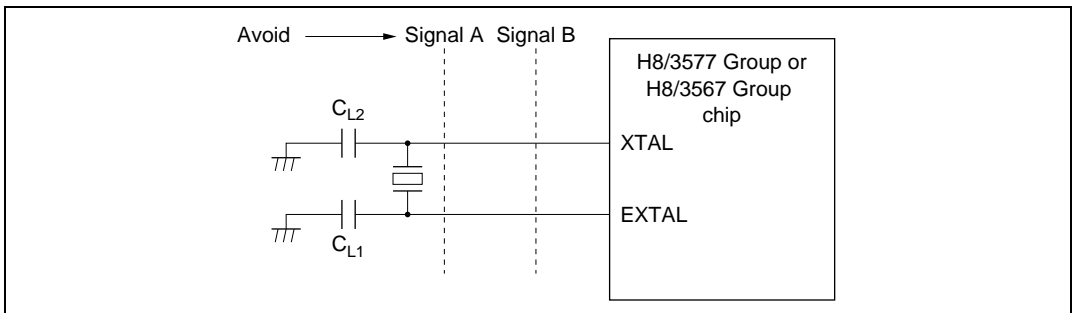 Avoid Signal A Signal B
H8/3577 Group or
H8/3567 Group
chip
CL2
XTAL
EXTAL
CL1